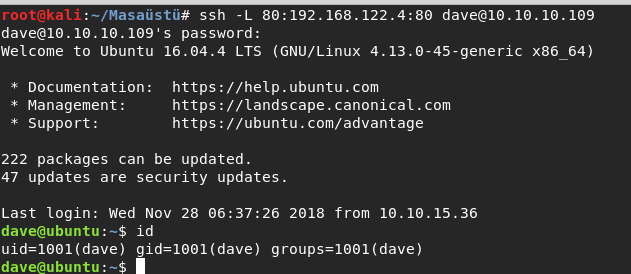 root@kali:~/Masaüstü# ssh -L 80:192.168.122.4:80 dave@10.10.10.109
dave@10.10.10.109's password:
Welcome to Ubuntu 16.04.4 LTS (GNU/Linux 4.13.0-45-generic x86_64)
* Documentation:  https://help.ubuntu.com
* Management:     https://landscape.canonical.com
* Support:        https://ubuntu.com/advantage
222 packages can be updated.
47 updates are security updates.
Last login: Wed Nov 28 06:37:26 2018 from 10.10.15.36
dave@ubuntu:~$ id
uid=1001(dave) gid=1001(dave) groups=1001(dave)
dave@ubuntu:~$